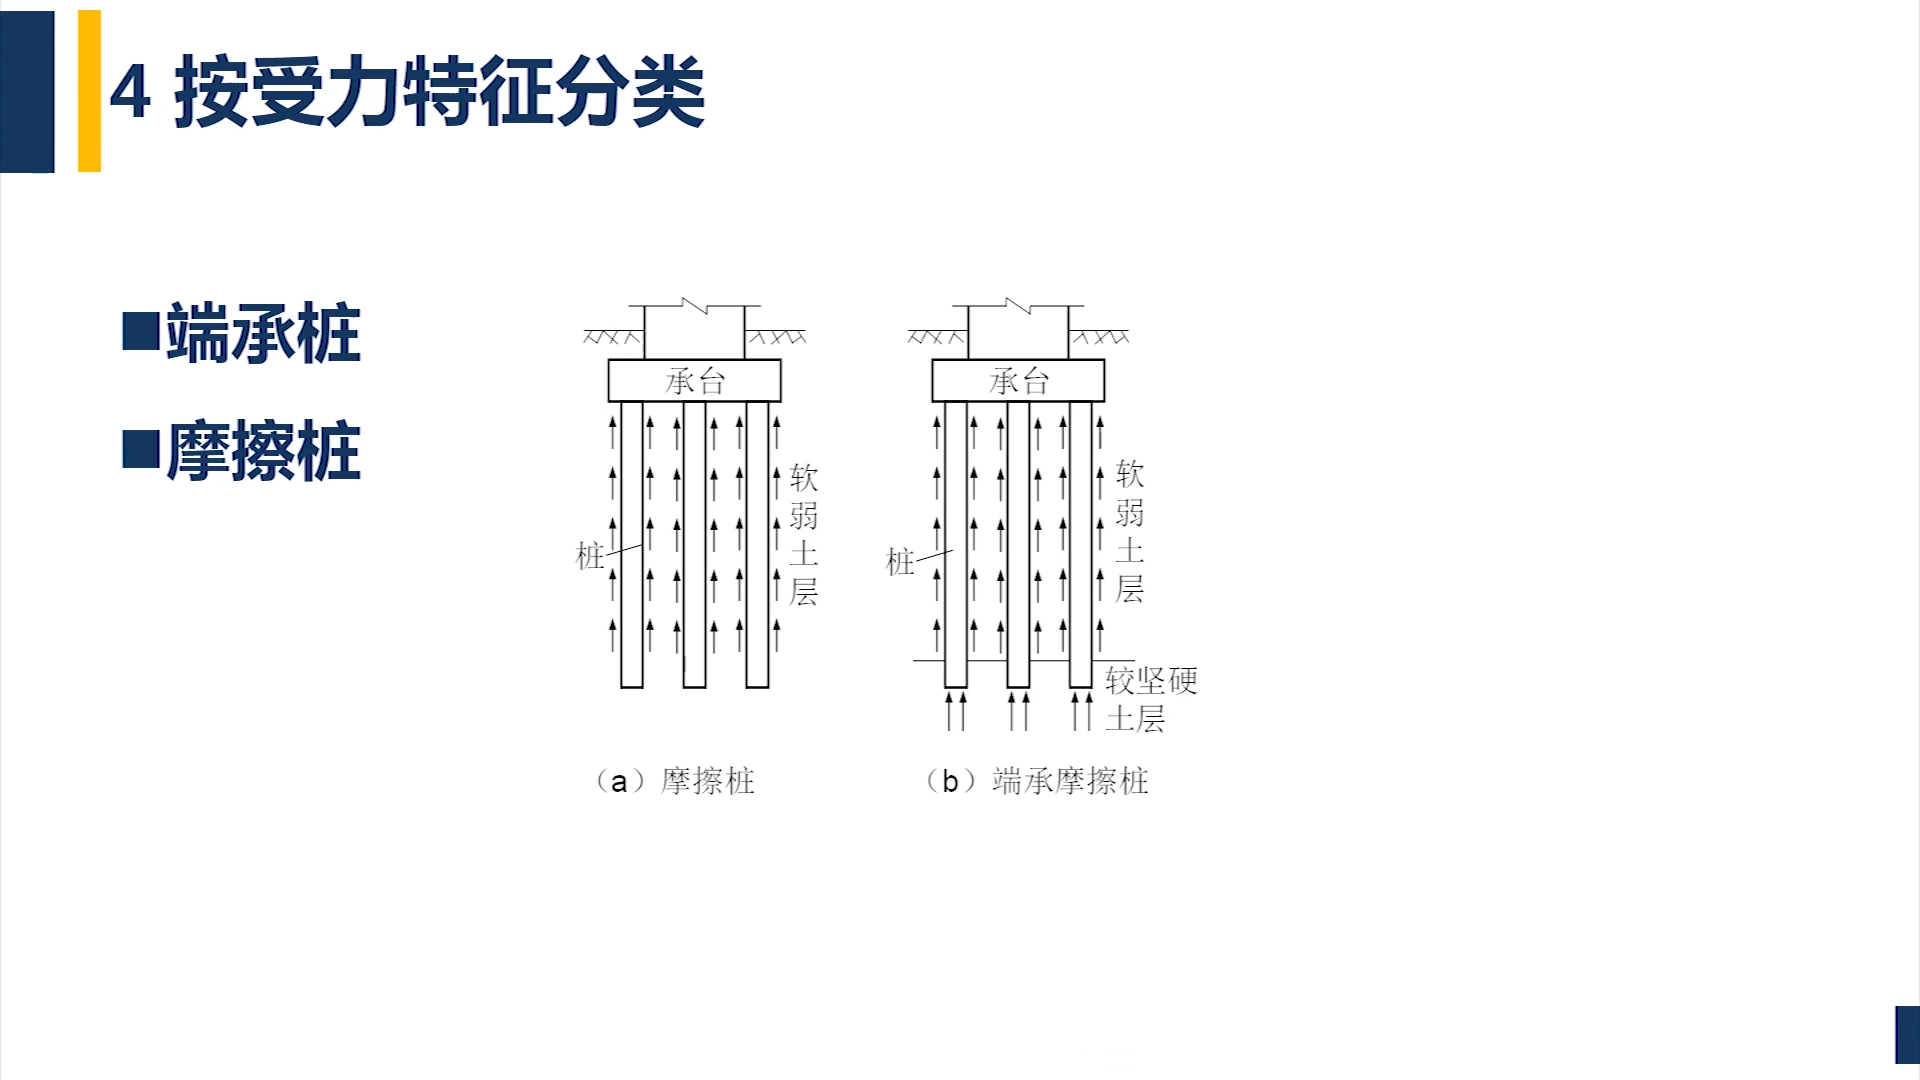 4 按受力特征分类
■端承桩
■摩擦桩
承台
桩
软弱土层
（a）摩擦桩
承台
桩
软弱土层
较坚硬
土层
（b）端承摩擦桩